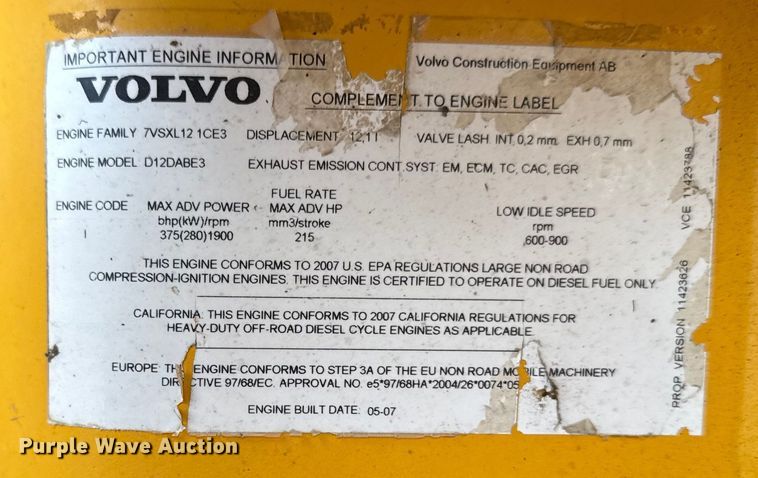 IMPORTANT ENGINE INFORMATION
Volvo Construction Equipment AB
VOLVO
COMPLEMENT TO ENGINE LABEL
ENGINE FAMILY 7VSXL12.1CE3 DISPLACEMENT 12,1 l VALVE LASH INT 0,2 mm EXH 0,7 mm
ENGINE MODEL D12DABE3 EXHAUST EMISSION CONT SYST: EM, ECM, TC, CAC, EGR
ENGINE CODE MAX ADV POWER FUEL RATE MAX ADV HP LOW IDLE SPEED
bhp(kW)/rpm mm3/stroke rpm
I 375(280)1900 215 600-900
THIS ENGINE CONFORMS TO 2007 U.S. EPA REGULATIONS LARGE NON ROAD
COMPRESSION-IGNITION ENGINES. THIS ENGINE IS CERTIFIED TO OPERATE ON DIESEL FUEL ONLY
CALIFORNIA: THIS ENGINE CONFORMS TO 2007 CALIFORNIA REGULATIONS FOR
HEAVY-DUTY OFF-ROAD DIESEL CYCLE ENGINES AS APPLICABLE.
EUROPE: TH ENGINE CONFORMS TO STEP 3A OF THE EU NON ROAD MOBILE MACHINERY
DIRECTIVE 97/68/EC. APPROVAL NO. e5*97/68HA*2004/26*0074*05
ENGINE BUILT DATE: 05-07
PROP. VERSION 11423626 VCE 11423788
Purple Wave Auction